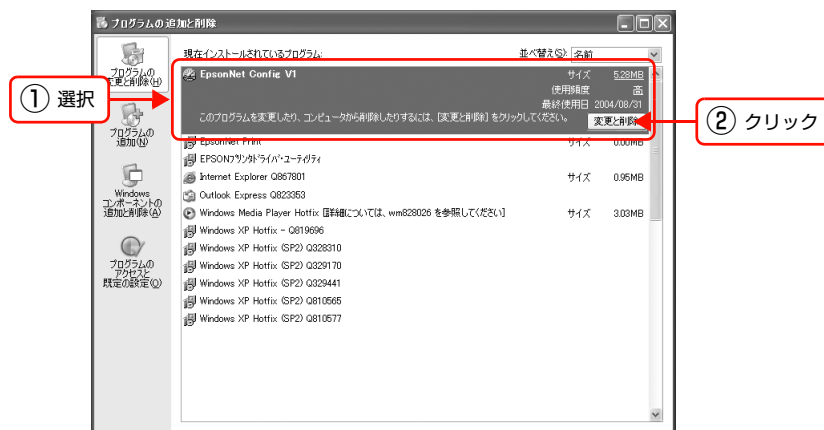 プログラムの追加と削除
現在インストールされているプログラム:
並べ替え(S): 名前
プログラムの
変更と削除(H)
プログラムの
追加(N)
Windows
コンポーネントの
追加と削除(A)
プログラムの
アクセスと
既定の設定(O)
① 選択
EpsonNet Config V1 サイズ 5.28MB
使用頻度 高
最終使用日 2004/08/31
このプログラムを変更したり、コンピュータから削除したりするには、[変更と削除] をクリックしてください。 変更と削除
② クリック
EpsonNet Print サイズ 0.00MB
EPSONプリンタドライバ・ユーティリティ
Internet Explorer Q867801 サイズ 0.95MB
Outlook Express Q823353
Windows Media Player Hotfix [詳細については、wm828026 を参照してください] サイズ 3.03MB
Windows XP Hotfix - Q819696
Windows XP Hotfix (SP2) Q328310
Windows XP Hotfix (SP2) Q329170
Windows XP Hotfix (SP2) Q329441
Windows XP Hotfix (SP2) Q810565
Windows XP Hotfix (SP2) Q810577